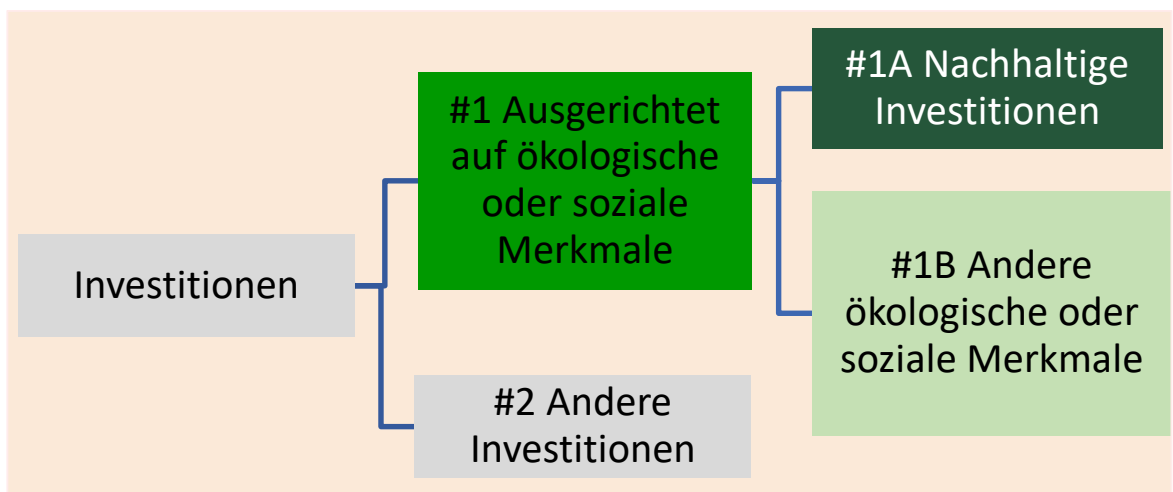 Investitionen
#1 Ausgerichtet
auf ökologische
oder soziale
Merkmale
#2 Andere
Investitionen
#1A Nachhaltige
Investitionen
#1B Andere
ökologische oder
soziale Merkmale